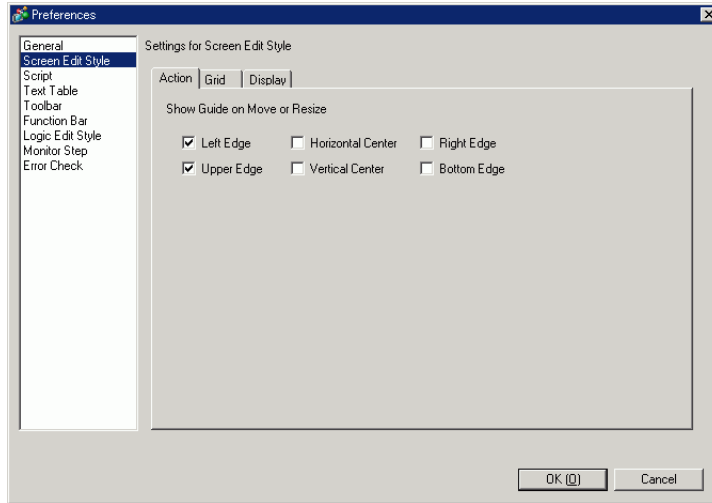 Preferences
General
Screen Edit Style
Script
Text Table
Toolbar
Function Bar
Logic Edit Style
Monitor Step
Error Check
Settings for Screen Edit Style
Action Grid Display
Show Guide on Move or Resize
Left Edge Horizontal Center Right Edge
Upper Edge Vertical Center Bottom Edge
OK (O) Cancel